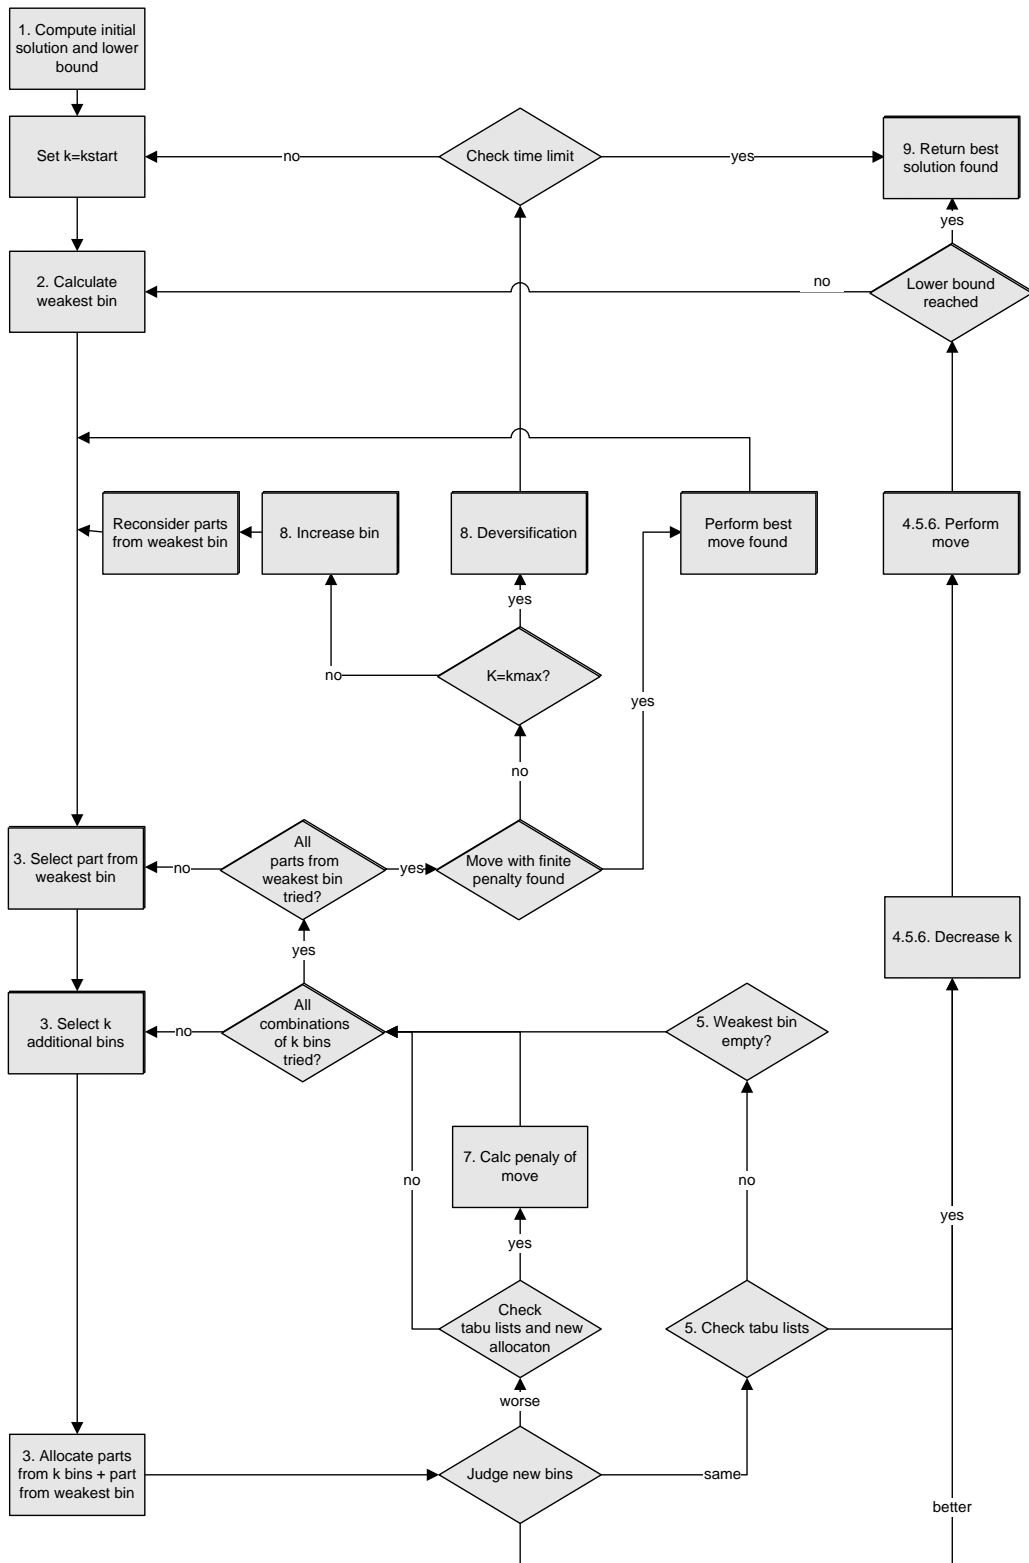 1. Compute initial
solution and lower
bound
Set k=kstart
no
Check time limit
yes
9. Return best
solution found
yes
2. Calculate
weakest bin
no
Lower bound
reached
Reconsider parts
from weakest bin
8. Increase bin
8. Deversification
Perform best
move found
4.5.6. Perform
move
yes
no
K=kmax?
yes
no
3. Select part from
weakest bin
no
All
parts from
weakest bin
tried?
yes
Move with finite
penalty found
4.5.6. Decrease k
yes
3. Select k
additional bins
no
All
combinations
of k bins
tried?
5. Weakest bin
empty?
7. Calc penaly of
move
no
no
yes
yes
Check
tabu lists and new
allocaton
5. Check tabu lists
worse
3. Allocate parts
from k bins + part
from weakest bin
Judge new bins
same
better